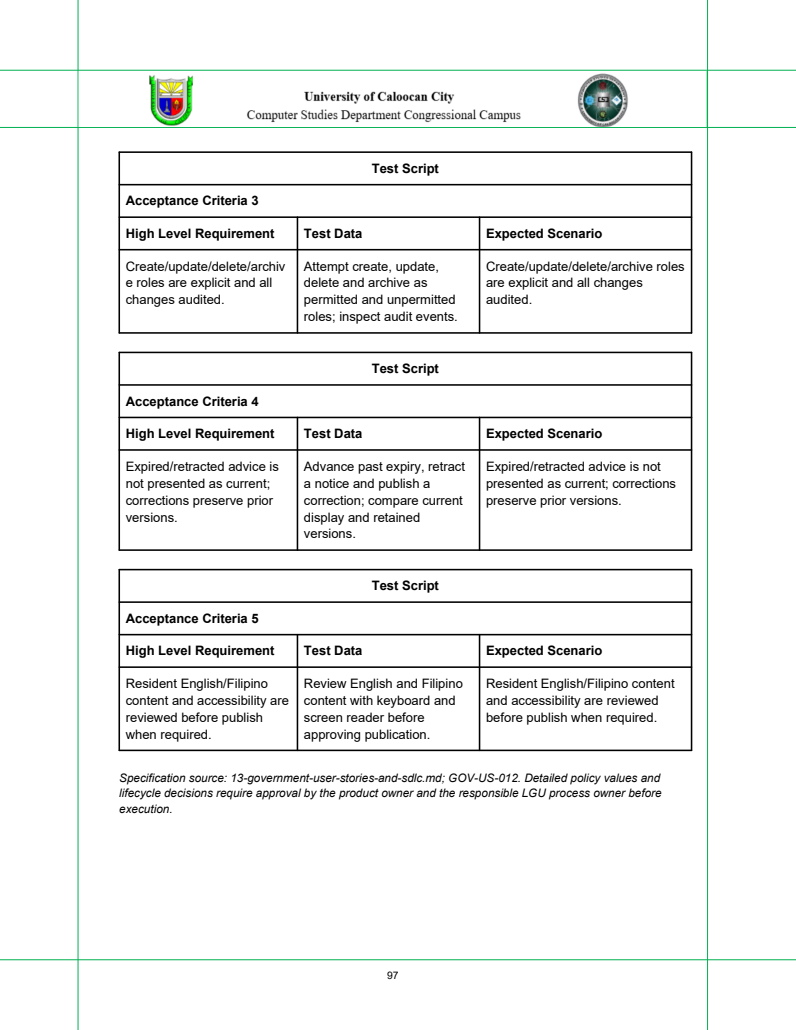 University of Caloocan City
Computer Studies Department Congressional Campus
Test Script
Acceptance Criteria 3
High Level Requirement
Test Data
Expected Scenario
Create/update/delete/archiv
e roles are explicit and all
changes audited.
Attempt create, update,
delete and archive as
permitted and unpermitted
roles; inspect audit events.
Create/update/delete/archive roles
are explicit and all changes
audited.
Test Script
Acceptance Criteria 4
High Level Requirement
Test Data
Expected Scenario
Expired/retracted advice is
not presented as current;
corrections preserve prior
versions.
Advance past expiry, retract
a notice and publish a
correction; compare current
display and retained
versions.
Expired/retracted advice is not
presented as current; corrections
preserve prior versions.
Test Script
Acceptance Criteria 5
High Level Requirement
Test Data
Expected Scenario
Resident English/Filipino
content and accessibility are
reviewed before publish
when required.
Review English and Filipino
content with keyboard and
screen reader before
approving publication.
Resident English/Filipino content
and accessibility are reviewed
before publish when required.
Specification source: 13-government-user-stories-and-sdlc.md; GOV-US-012. Detailed policy values and
lifecycle decisions require approval by the product owner and the responsible LGU process owner before
execution.
97